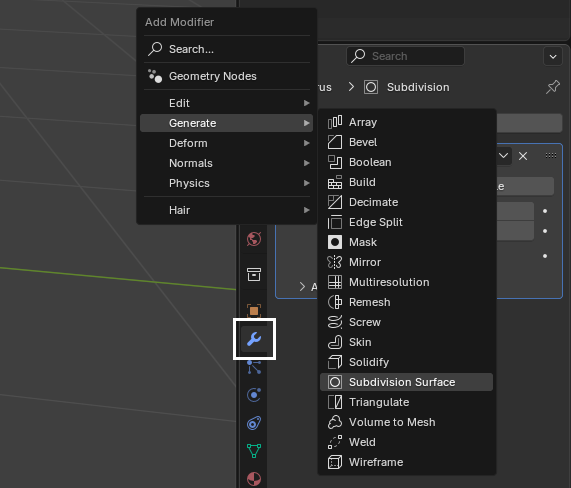 Add Modifier
Search...
Geometry Nodes
Edit
Generate
Deform
Normals
Physics
Hair
Search
rus
Subdivision
Array
Bevel
Boolean
Build
Decimate
Edge Split
Mask
Mirror
Multiresolution
Remesh
Screw
Skin
Solidify
Subdivision Surface
Triangulate
Volume to Mesh
Weld
Wireframe